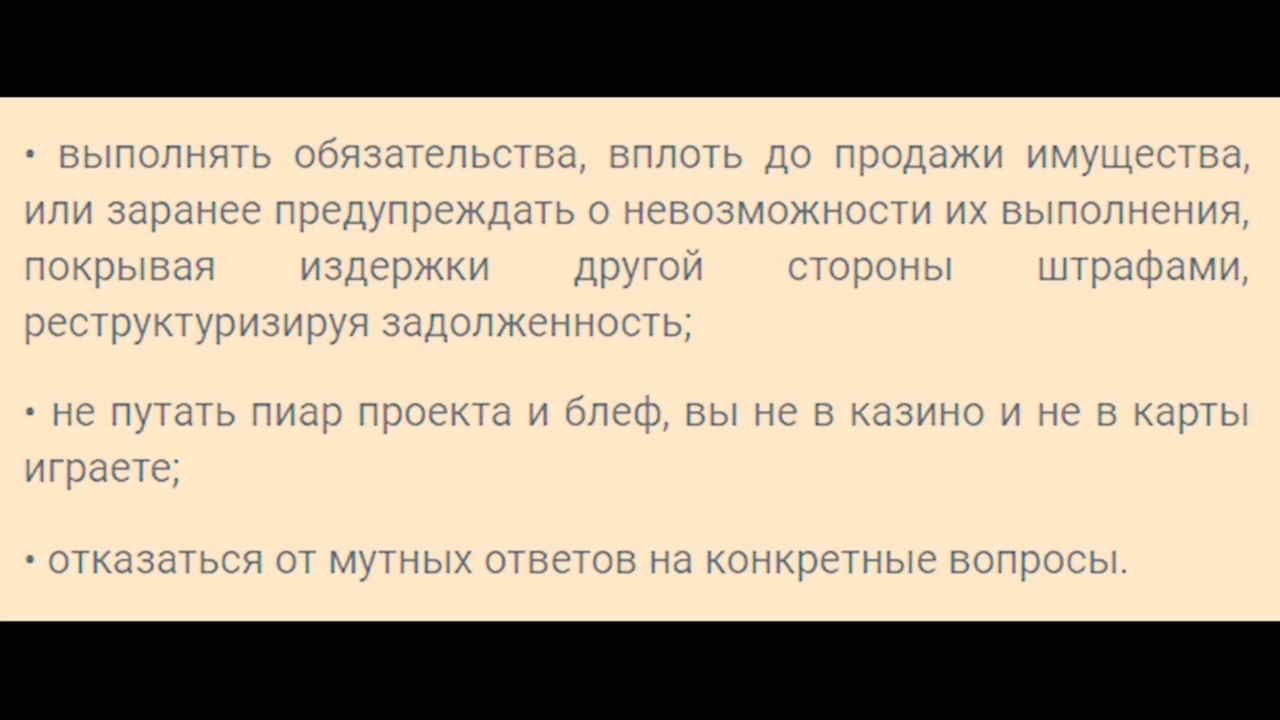 • выполнять обязательства, вплоть до продажи имущества,
или заранее предупреждать о невозможности их выполнения,
покрывая издержки другой стороны штрафами,
реструктуризируя задолженность;
• не путать пиар проекта и блеф, вы не в казино и не в карты
играете;
• отказаться от мутных ответов на конкретные вопросы.